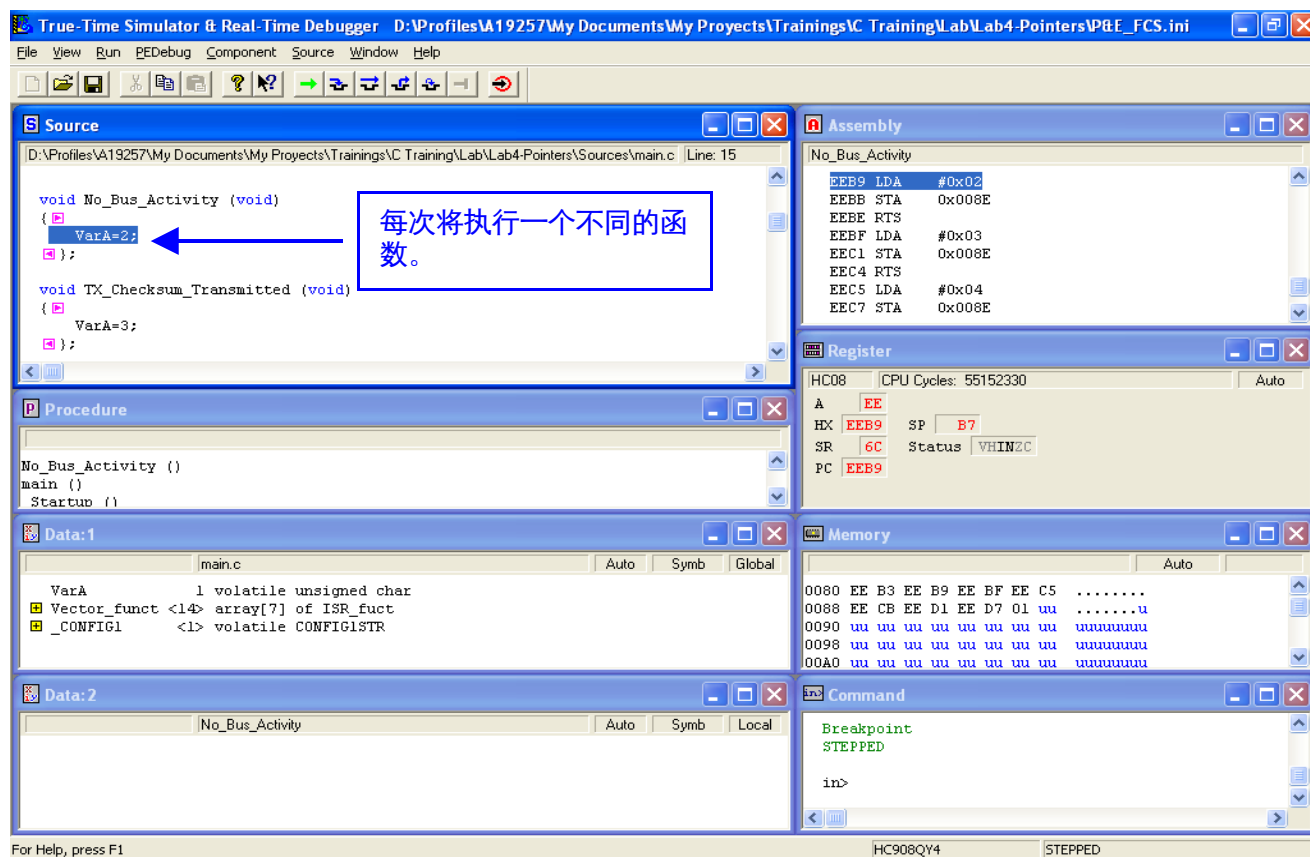 True-Time Simulator & Real-Time Debugger D:\Profiles\A19257\My Documents\My Proyects\Trainings\C Training\Lab\Lab4-Pointers\P&E_FCS.ini
File View Run PEDebug Component Source Window Help
Source
D:\Profiles\A19257\My Documents\My Proyects\Trainings\C Training\Lab\Lab4-Pointers\Sources\main.c Line: 15
void No_Bus_Activity (void)
{
VarA=2;
};
void TX_Checksum_Transmitted (void)
{
VarA=3;
};
每次将执行一个不同的函
数。
Assembly
No_Bus_Activity
EEB9 LDA #0x02
EEBB STA 0x008E
EEBE RTS
EEBF LDA #0x03
EEC1 STA 0x008E
EEC4 RTS
EEC5 LDA #0x04
EEC7 STA 0x008E
Register
HC08 CPU Cycles: 55152330 Auto
A EE
HX EEB9 SP B7
SR 6C Status VHINZC
PC EEB9
Procedure
No_Bus_Activity ()
main ()
_Startup ()
Data:1
main.c Auto Symb Global
VarA 1 volatile unsigned char
Vector_funct <14> array[7] of ISR_fuct
_CONFIG1 <1> volatile CONFIG1STR
Memory
Auto
0080 EE B3 EE B9 EE BF EE C5 ........
0088 EE CB EE D1 EE D7 01 uu .......u
0090 uu uu uu uu uu uu uu uu uuuuuuuu
0098 uu uu uu uu uu uu uu uu uuuuuuuu
00A0 uu uu uu uu uu uu uu uu uuuuuuuu
Data:2
No_Bus_Activity Auto Symb Local
Command
Breakpoint
STEPPED
in>
For Help, press F1 HC908QY4 STEPPED